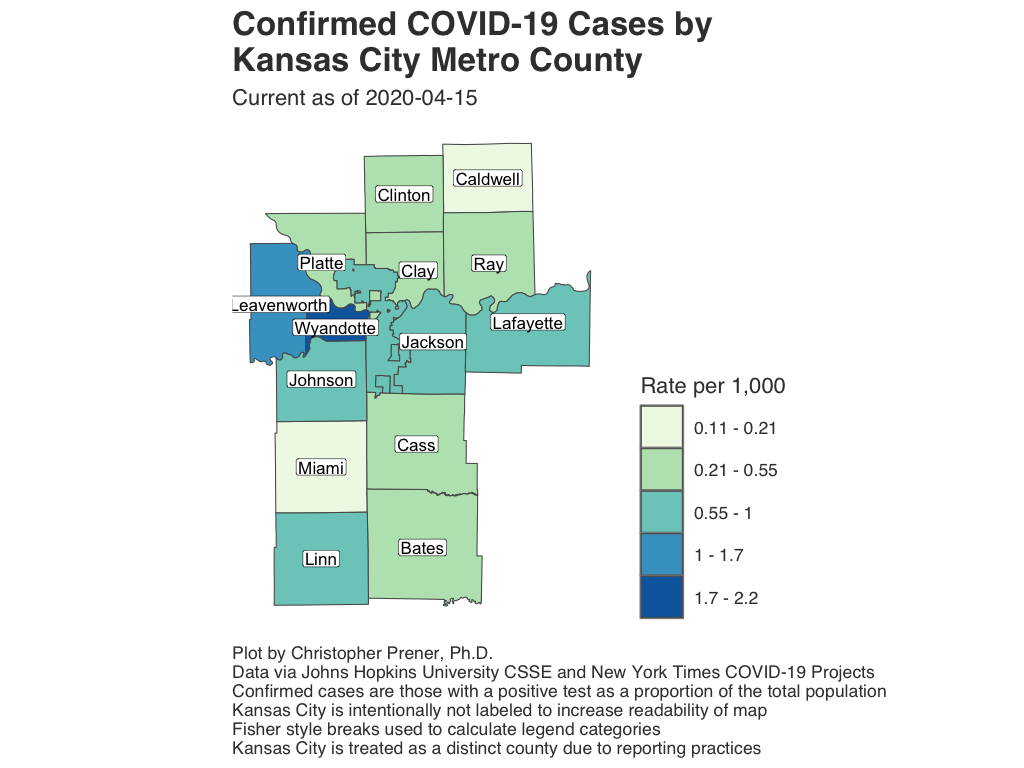 Confirmed COVID-19 Cases by
Kansas City Metro County
Current as of 2020-04-15
Caldwell
Clinton
Platte
Clay
Ray
Leavenworth
Wyandotte
Lafayette
Jackson
Johnson
Cass
Miami
Bates
Linn
Rate per 1,000
0.11 - 0.21
0.21 - 0.55
0.55 - 1
1 - 1.7
1.7 - 2.2
Plot by Christopher Prener, Ph.D.
Data via Johns Hopkins University CSSE and New York Times COVID-19 Projects
Confirmed cases are those with a positive test as a proportion of the total population
Kansas City is intentionally not labeled to increase readability of map
Fisher style breaks used to calculate legend categories
Kansas City is treated as a distinct county due to reporting practices